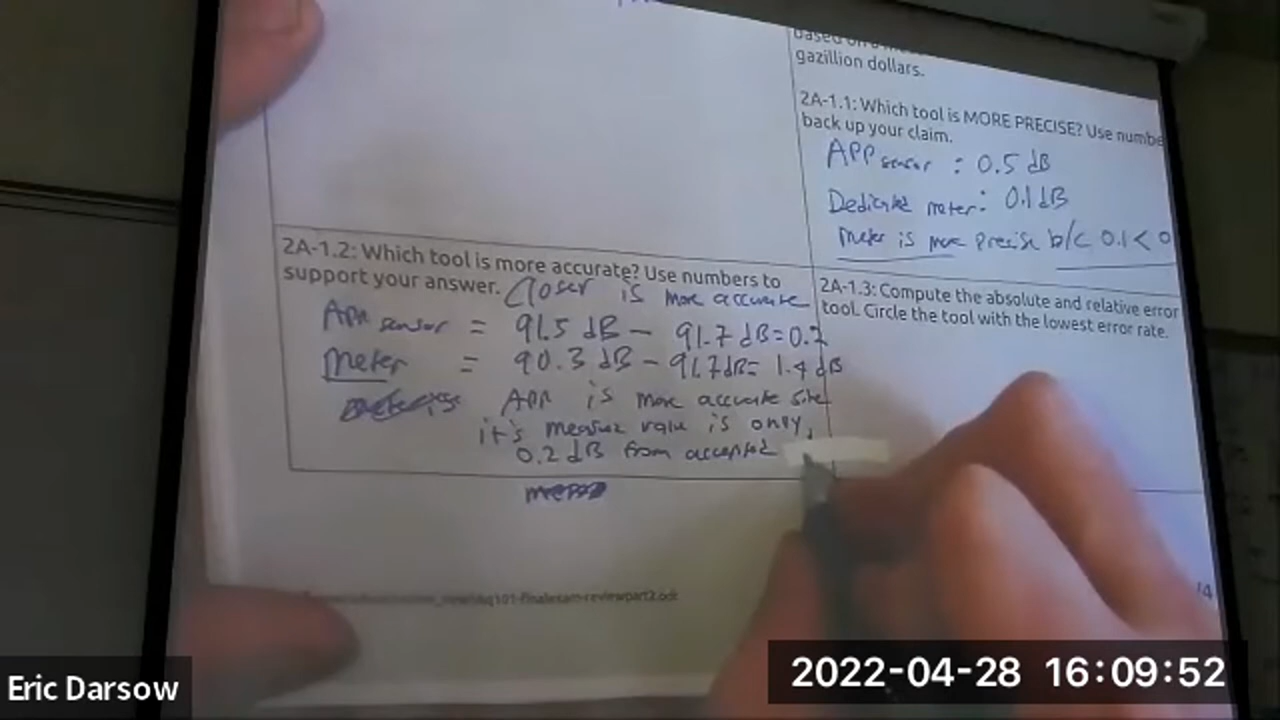 based on a
gazillion dollars.
2A-1.1: Which tool is MORE PRECISE? Use numbe
back up your claim.
APP sensor : 0.5 dB
Dedicated meter: 0.1 dB
Meter is more precise b/c 0.1 < 0
2A-1.2: Which tool is more accurate? Use numbers to
support your answer. Closer is more accurate
App sensor = 91.5 dB - 91.7 dB = 0.2
Meter = 90.3 dB - 91.7 dB = 1.4 dB
App is more accurate
it's measure value is only
0.2 dB from accepted
2A-1.3: Compute the absolute and relative error
tool. Circle the tool with the lowest error rate.
14
Eric Darsow
2022-04-28 16:09:52